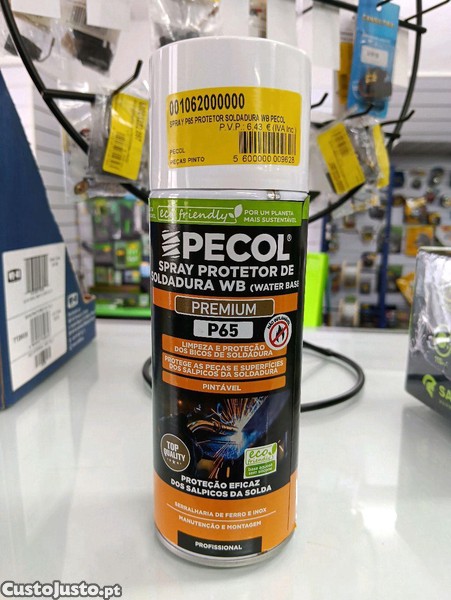 001062000000
SPRAY P65 PROTETOR SOLDADURA WB PECOL
P.V.P.: 6,43 € (IVA Inc.)
PECOL
PEÇAS PINTO
5 600000 009628
eco friendly
POR UM PLANETA
MAIS SUSTENTÁVEL
PECOL®
SPRAY PROTETOR DE
SOLDADURA WB (WATER BASE
PREMIUM
P65
LIMPEZA E PROTEÇÃO
DOS BICOS DE SOLDADURA
PROTEGE AS PEÇAS E SUPERFÍCIES
DOS SALPICOS DA SOLDADURA
PINTÁVEL
TOP
QUALITY
eco
friendly
PROTEÇÃO EFICAZ
DOS SALPICOS DA SOLDA
SERRALHARIA DE FERRO E INOX
MANUTENÇÃO E MONTAGEM
PROFISSIONAL
SA
CustoJusto.pt